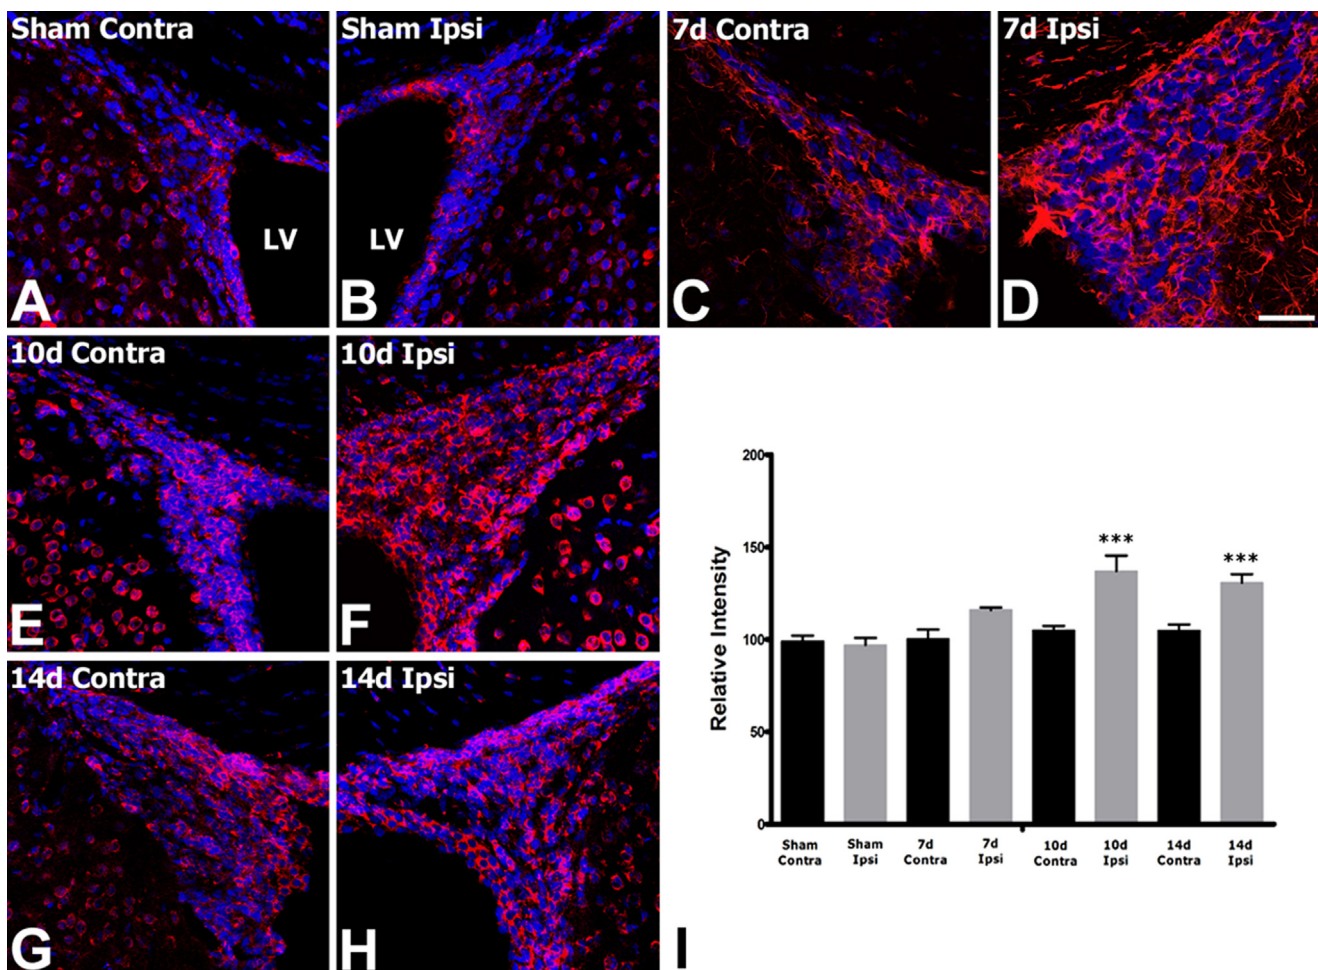 Sham Contra
Sham Ipsi
7d Contra
7d Ipsi
LV
LV
A
B
C
D
10d Contra
10d Ipsi
E
F
14d Contra
14d Ipsi
G
H
200
150
100
50
0
Relative Intensity
***
***
Sham Contra
Sham Ipsi
7d Contra
7d Ipsi
10d Contra
10d Ipsi
14d Contra
14d Ipsi
I